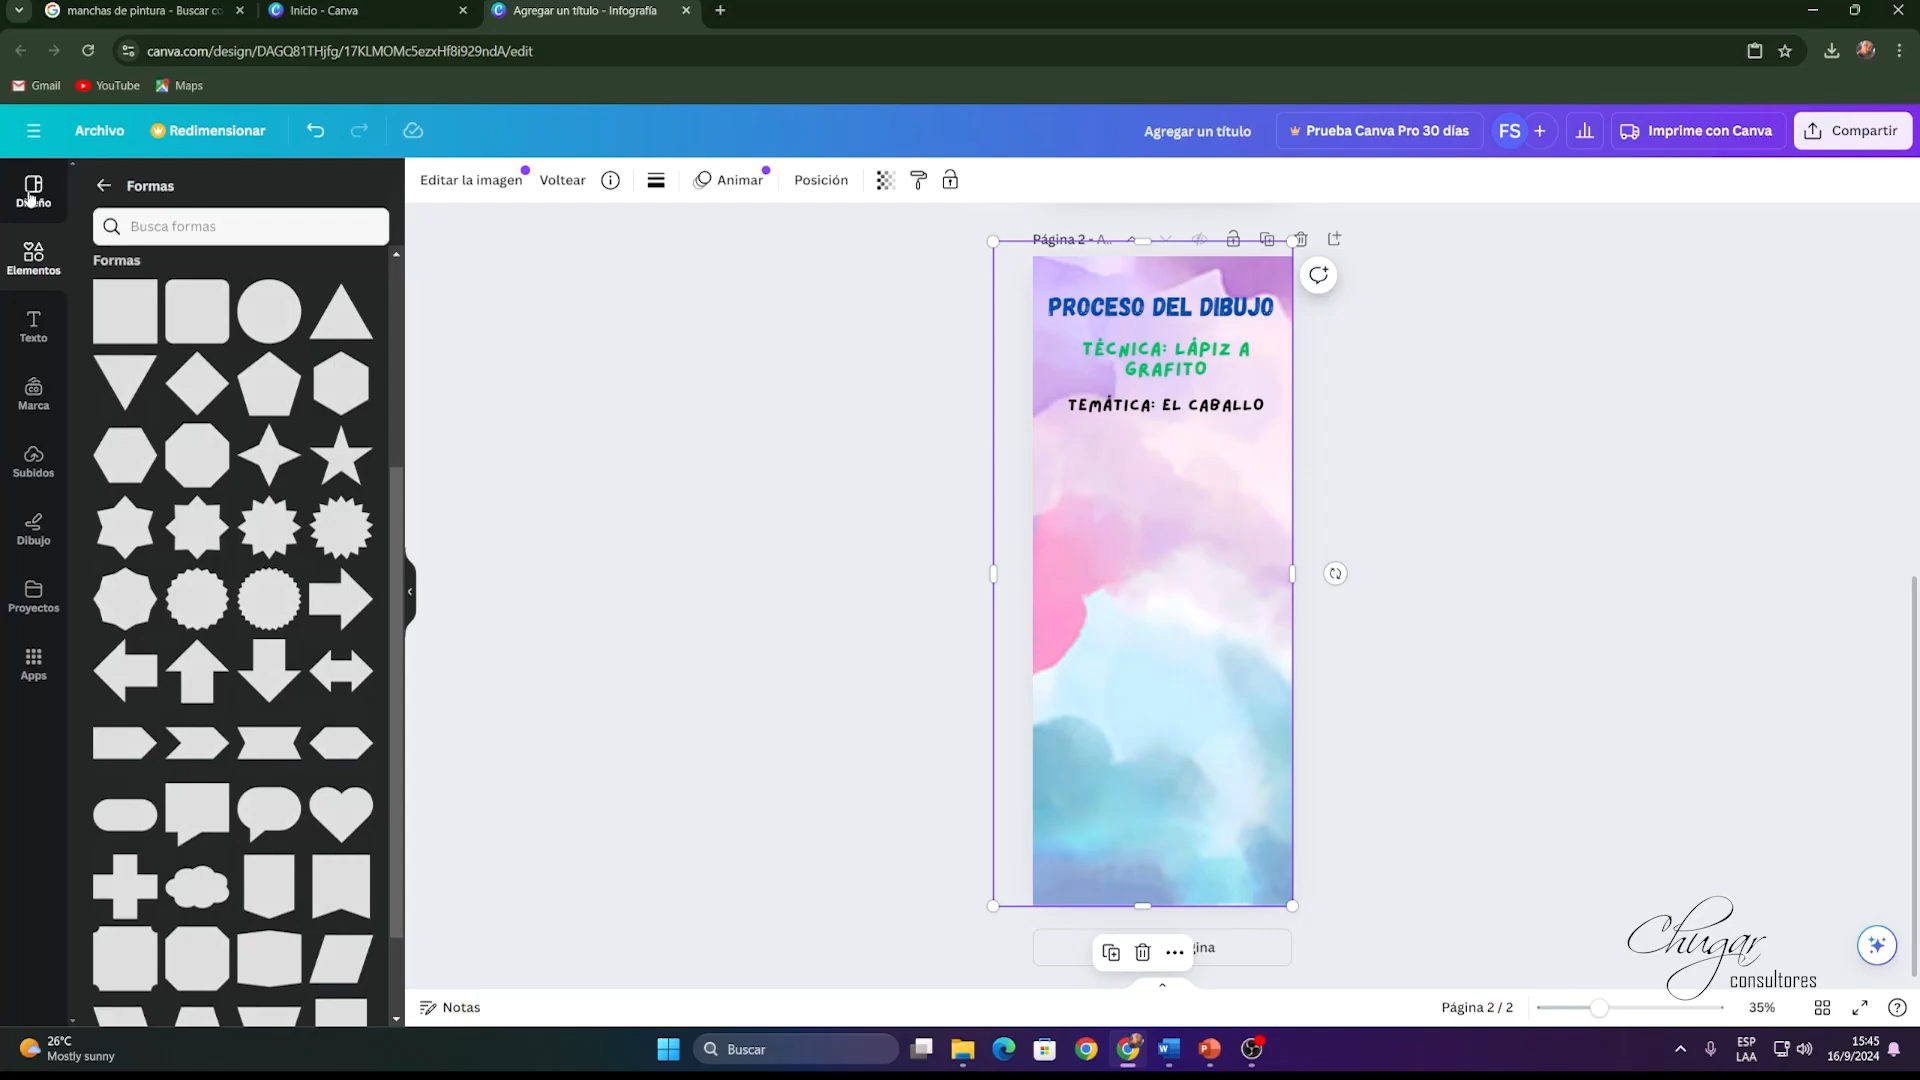 manchas de pintura - Buscar co
Inicio - Canva
Agregar un título - Infografía
canva.com/design/DAGQ81THjfg/17KLMOMc5ezxHf8i929ndA/edit
Gmail
YouTube
Maps
Archivo
Redimensionar
Agregar un título
Prueba Canva Pro 30 días
FS
Imprime con Canva
Compartir
Diseño
Elementos
Texto
Marca
Subidos
Dibujo
Proyectos
Apps
Formas
Busca formas
Formas
Editar la imagen
Voltear
Animar
Posición
Página 2 - A...
PROCESO DEL DIBUJO
TÉCNICA: LÁPIZ A
GRAFITO
TEMÁTICA: EL CABALLO
gina
Chugar
consultores
Notas
Página 2 / 2
35%
26°C
Mostly sunny
Buscar
ESP
LAA
15:45
16/9/2024